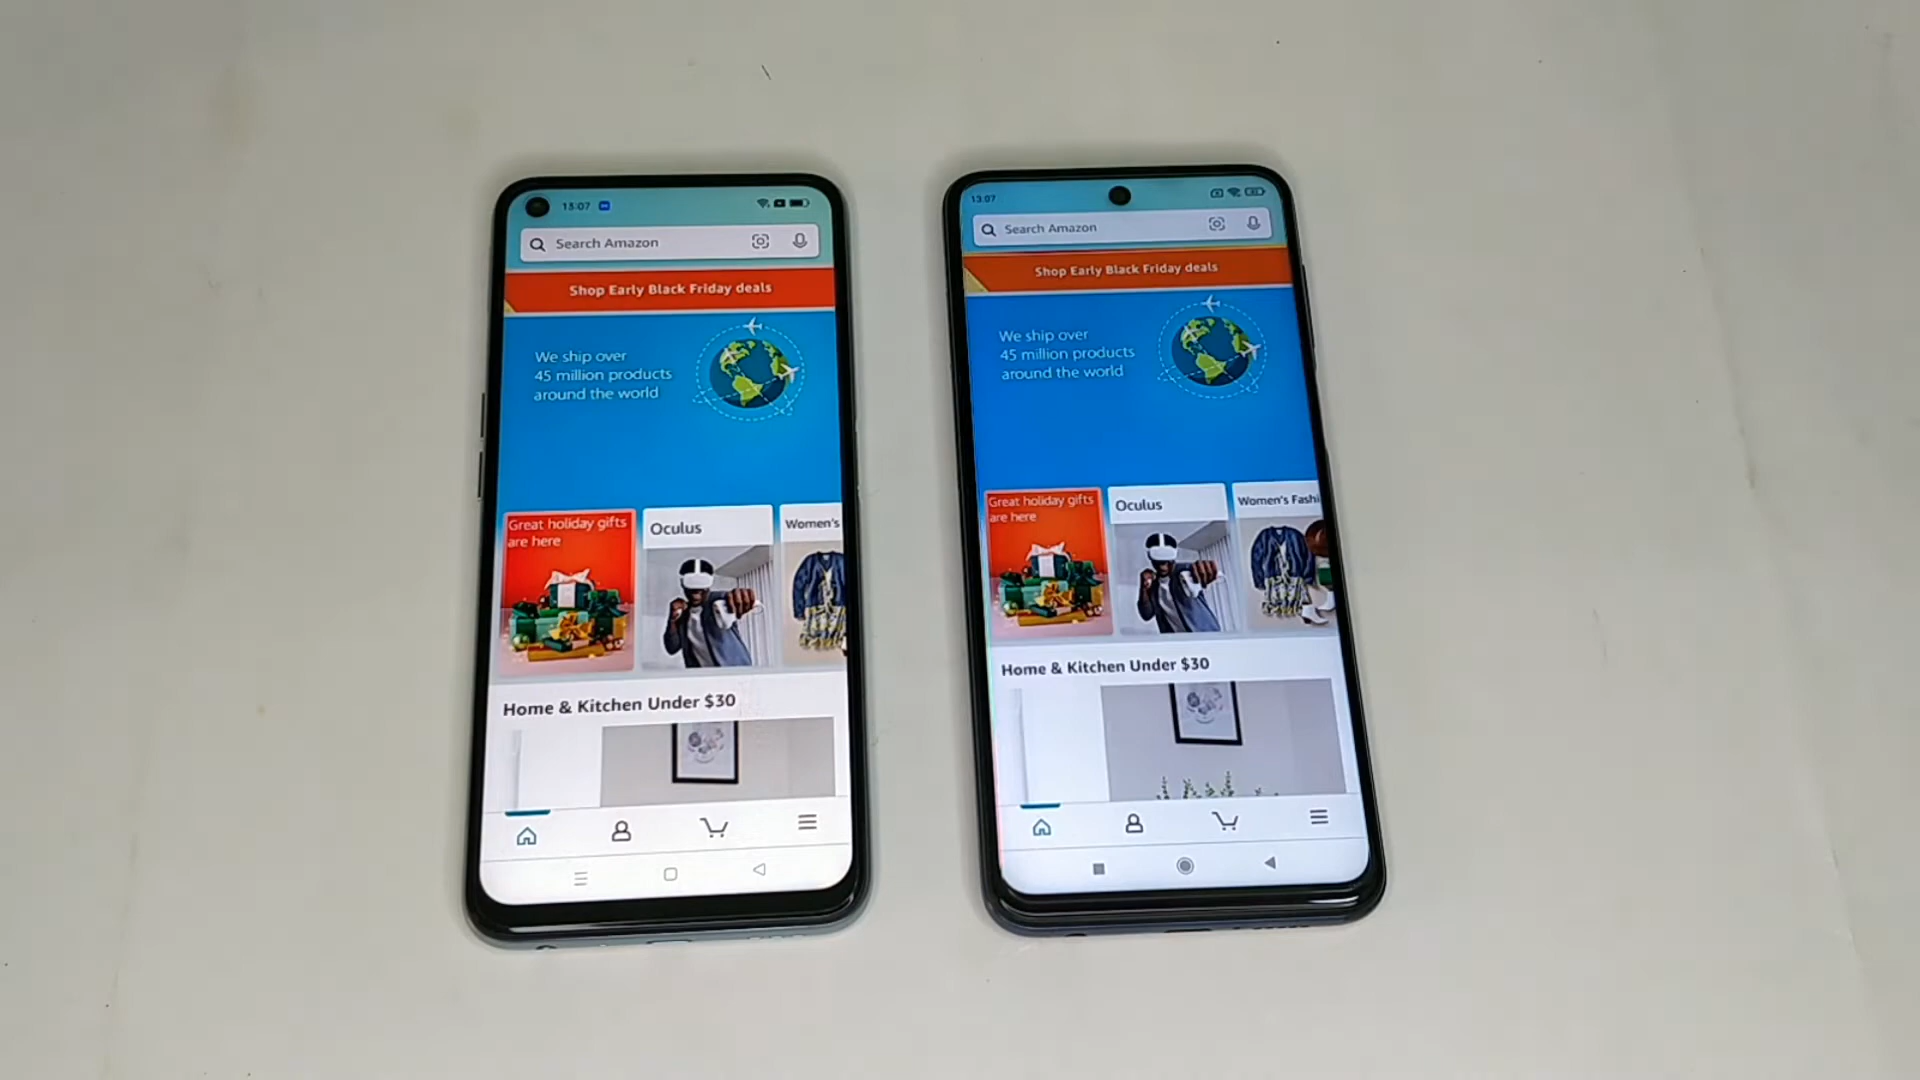 13:07
Search Amazon
Shop Early Black Friday deals
We ship over
45 million products
around the world
Great holiday gifts
are here
Oculus
Women's
Home & Kitchen Under $30
13:07
Search Amazon
Shop Early Black Friday deals
We ship over
45 million products
around the world
Great holiday gifts
are here
Oculus
Women's Fashi
Home & Kitchen Under $30